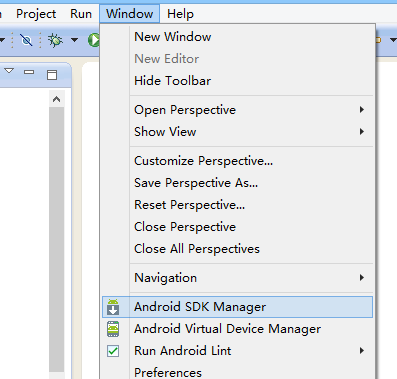 Project Run Window Help
New Window
New Editor
Hide Toolbar
Open Perspective
Show View
Customize Perspective...
Save Perspective As...
Reset Perspective...
Close Perspective
Close All Perspectives
Navigation
Android SDK Manager
Android Virtual Device Manager
Run Android Lint
Preferences